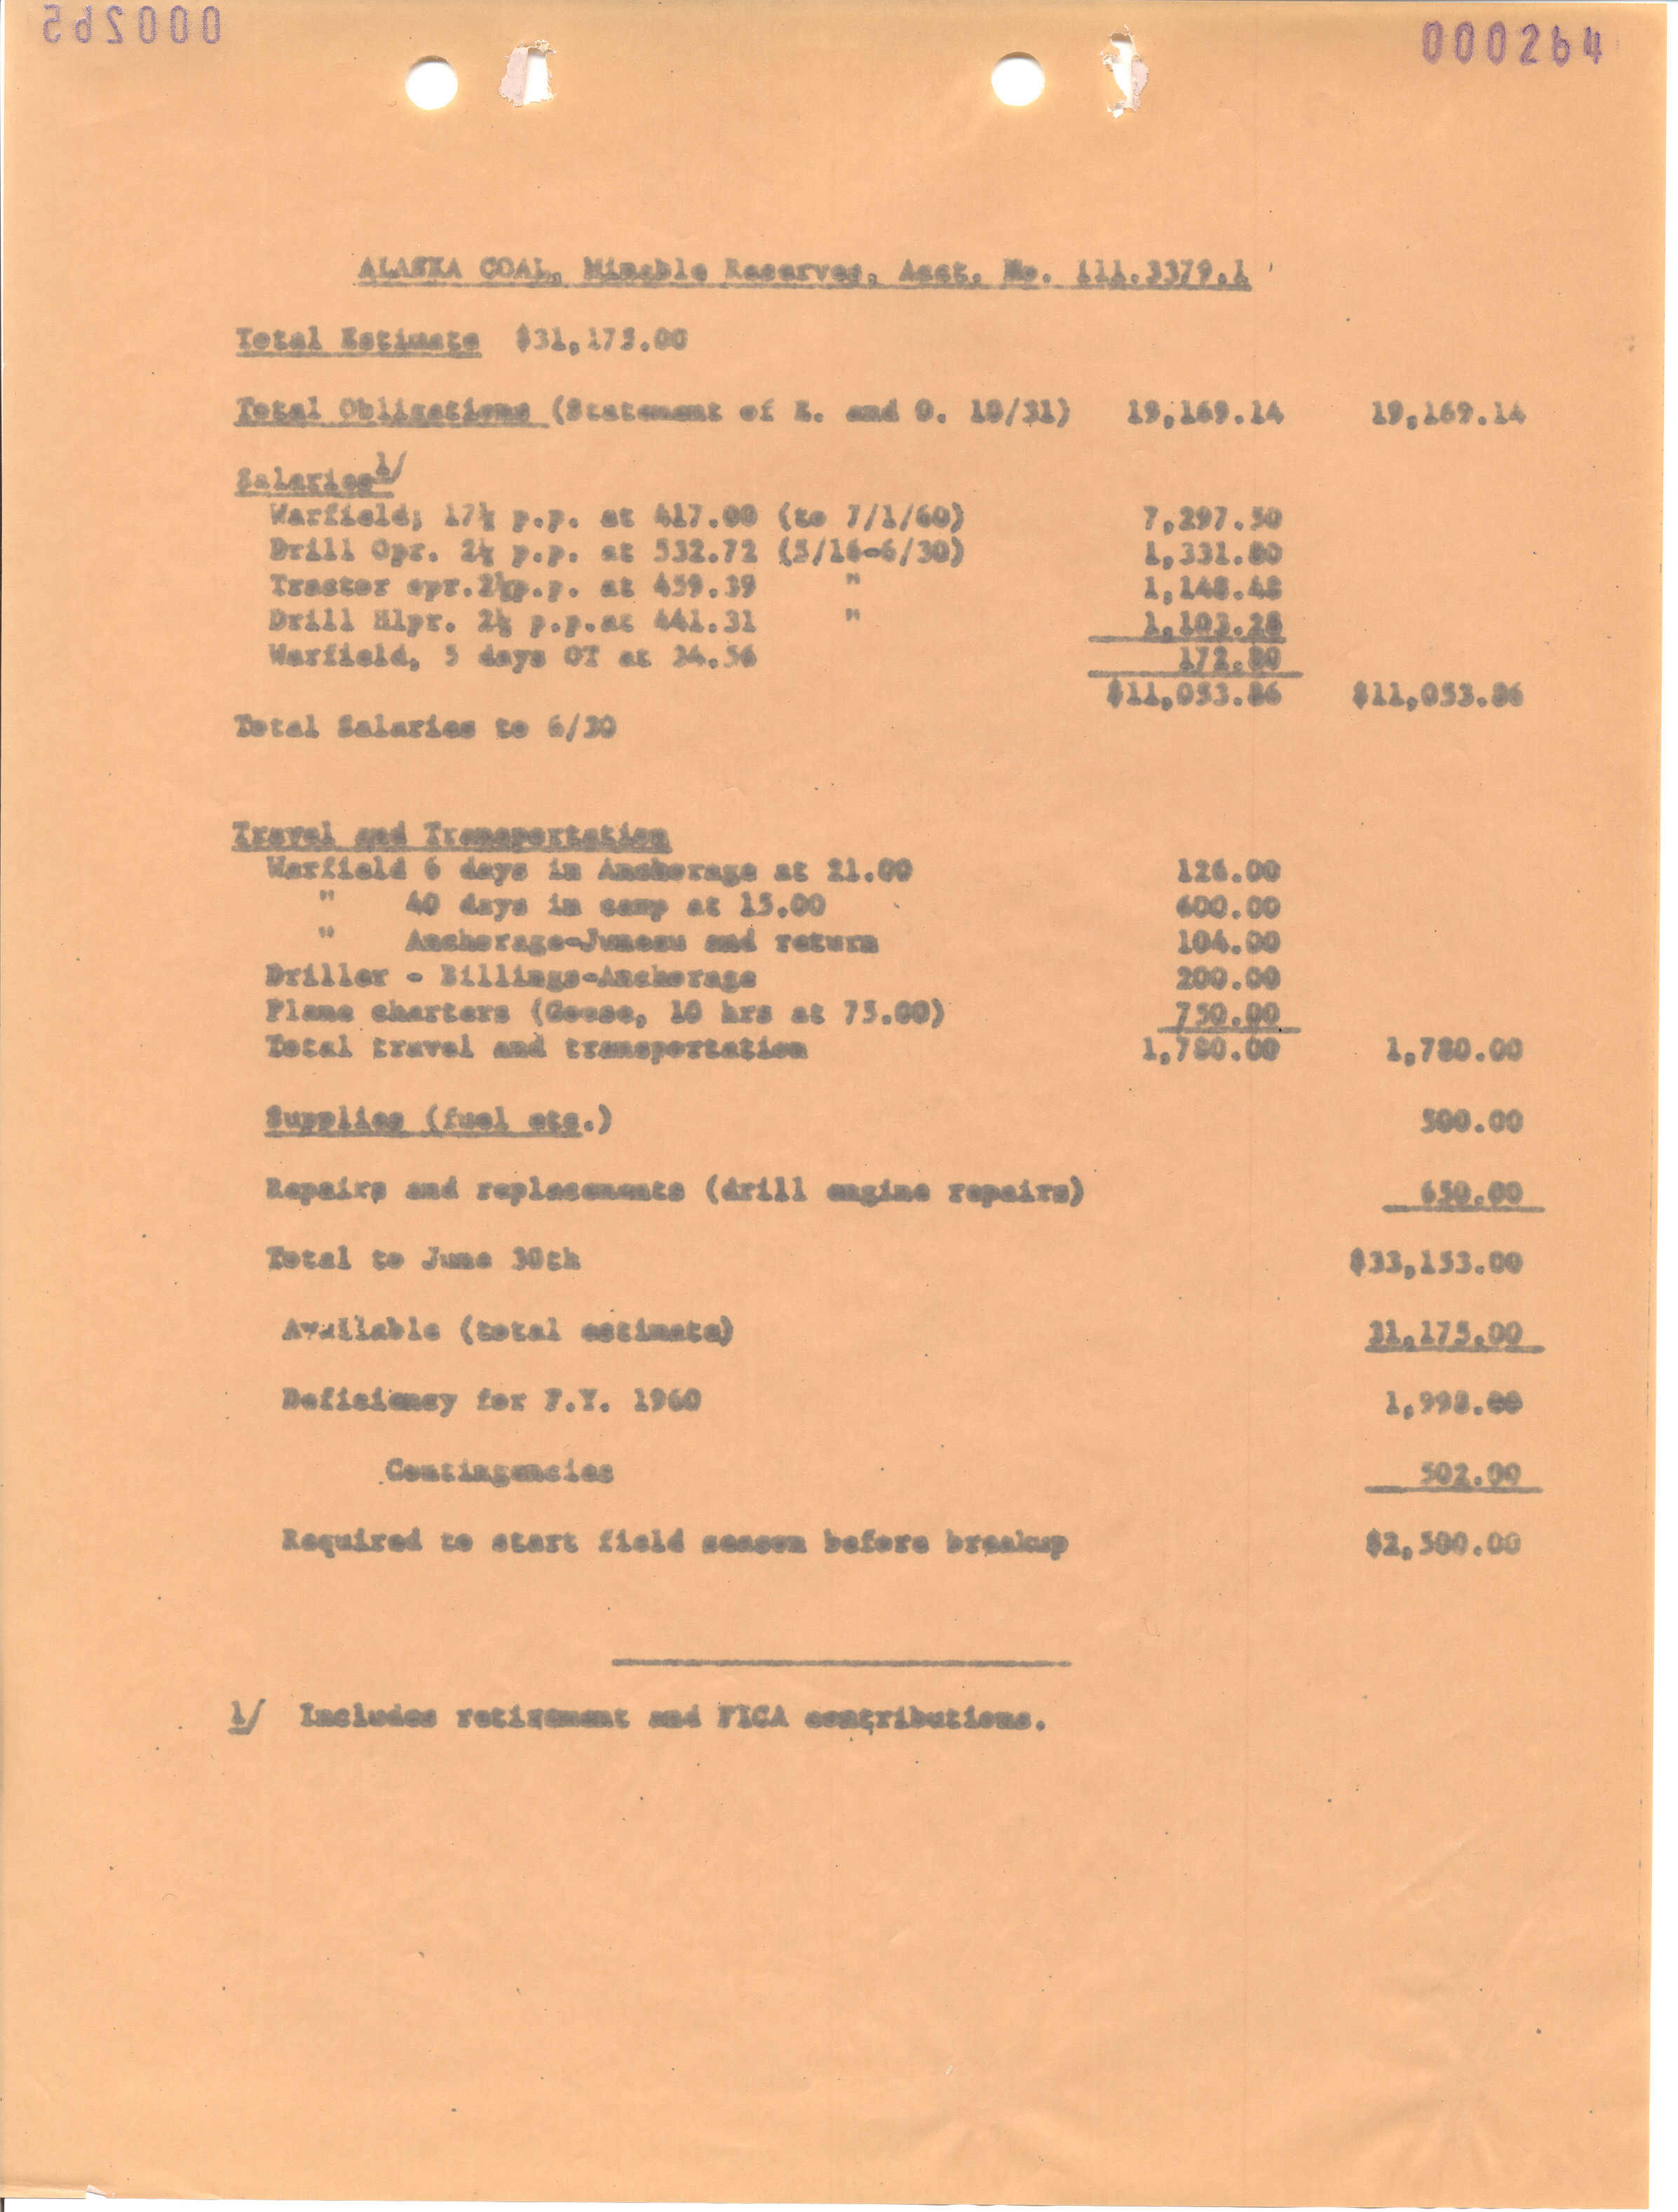 000265
000264
ALASKA COAL, Minable Reserves, Acct. No. 111.3379.1
Total Estimate $31,175.00
Total Obligations (Statement of E. and O. 10/31) 19,169.14 19,169.14
Salaries 1/
Warfield; 17½ p.p. at 417.00 (to 7/1/60) 7,297.50
Drill Opr. 2½ p.p. at 532.72 (5/16-6/30) 1,331.80
Tractor opr. 2½p.p. at 459.39 " 1,148.48
Drill Hlpr. 2½ p.p. at 441.31 " 1,103.28
Warfield, 5 days OT at 34.56 172.80
$11,053.86 $11,053.86
Total Salaries to 6/30
Travel and Transportation
Warfield 6 days in Anchorage at 21.00 126.00
" 40 days in camp at 15.00 600.00
" Anchorage-Juneau and return 104.00
Driller - Billings-Anchorage 200.00
Plane charters (Goose, 10 hrs at 75.00) 750.00
Total travel and transportation 1,780.00 1,780.00
Supplies (fuel etc.) 500.00
Repairs and replacements (drill engine repairs) 650.00
Total to June 30th $33,153.00
Available (total estimate) 31,175.00
Deficiency for F.Y. 1960 1,998.00
Contingencies 502.00
Required to start field season before breakup $2,500.00
1/ Includes retirement and FICA contributions.